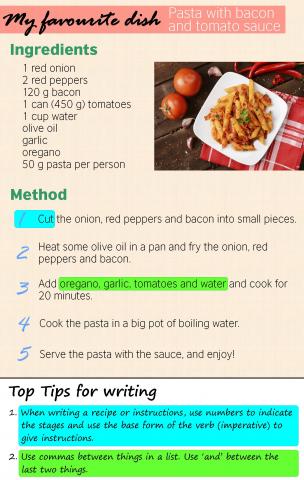 My favourite dish
Pasta with bacon
and tomato sauce
Ingredients
1 red onion
2 red peppers
120 g bacon
1 can (450 g) tomatoes
1 cup water
olive oil
garlic
oregano
50 g pasta per person
Method
1 Cut the onion, red peppers and bacon into small pieces.
2 Heat some olive oil in a pan and fry the onion, red
peppers and bacon.
3 Add oregano, garlic, tomatoes and water and cook for
20 minutes.
4 Cook the pasta in a big pot of boiling water.
5 Serve the pasta with the sauce, and enjoy!
Top Tips for writing
1. When writing a recipe or instructions, use numbers to indicate
the stages and use the base form of the verb (imperative) to
give instructions.
2. Use commas between things in a list. Use 'and' between the
last two things.